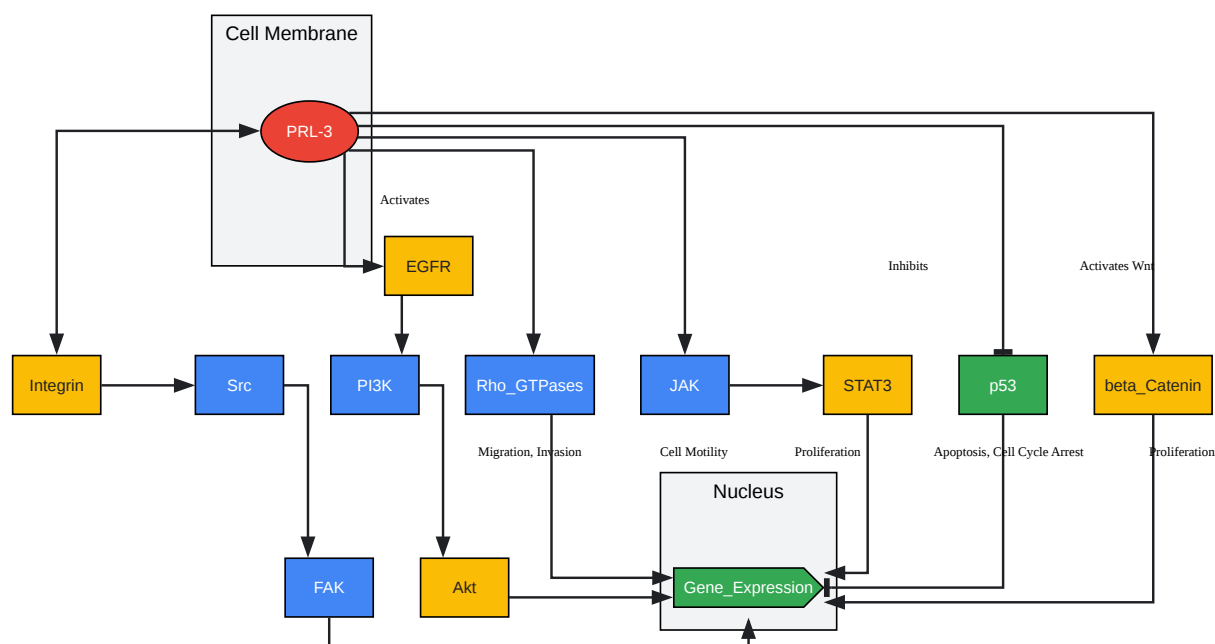 Cell Membrane
PRL-3
Activates
EGFR
Inhibits
Activates Wnt
Integrin
Src
PI3K
Rho_GTPases
JAK
STAT3
p53
beta_Catenin
Migration, Invasion
Cell Motility
Proliferation
Apoptosis, Cell Cycle Arrest
Proliferation
Nucleus
FAK
Akt
Gene_Expression